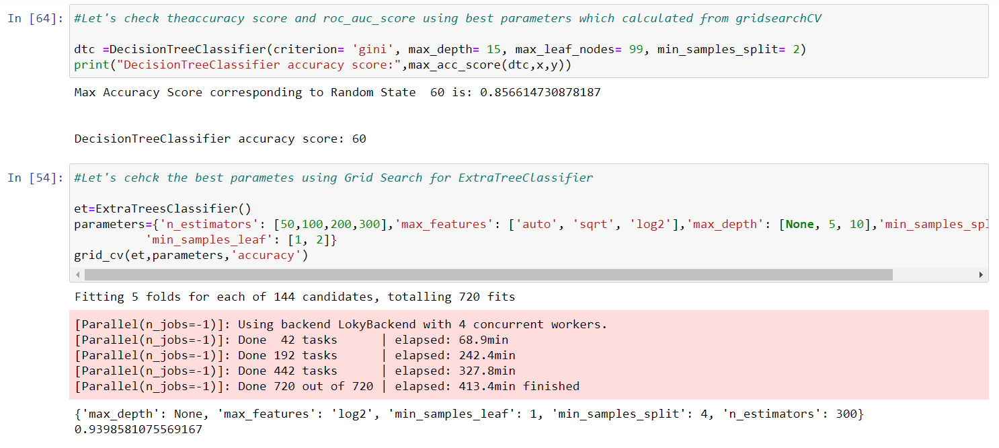 In [64]: #Let's check theaccuracy score and roc_auc_score using best parameters which calculated from gridsearchCV
dtc =DecisionTreeClassifier(criterion= 'gini', max_depth= 15, max_leaf_nodes= 99, min_samples_split= 2)
print("DecisionTreeClassifier accuracy score:",max_acc_score(dtc,x,y))
Max Accuracy Score corresponding to Random State  60 is: 0.856614730878187
DecisionTreeClassifier accuracy score: 60
In [54]: #Let's cehck the best parametes using Grid Search for ExtraTreeClassifier
et=ExtraTreesClassifier()
parameters={'n_estimators': [50,100,200,300],'max_features': ['auto', 'sqrt', 'log2'],'max_depth': [None, 5, 10],'min_samples_spl
'min_samples_leaf': [1, 2]}
grid_cv(et,parameters,'accuracy')
Fitting 5 folds for each of 144 candidates, totalling 720 fits
[Parallel(n_jobs=-1)]: Using backend LokyBackend with 4 concurrent workers.
[Parallel(n_jobs=-1)]: Done  42 tasks      | elapsed: 68.9min
[Parallel(n_jobs=-1)]: Done 192 tasks      | elapsed: 242.4min
[Parallel(n_jobs=-1)]: Done 442 tasks      | elapsed: 327.8min
[Parallel(n_jobs=-1)]: Done 720 out of 720 | elapsed: 413.4min finished
{'max_depth': None, 'max_features': 'log2', 'min_samples_leaf': 1, 'min_samples_split': 4, 'n_estimators': 300}
0.9398581075569167